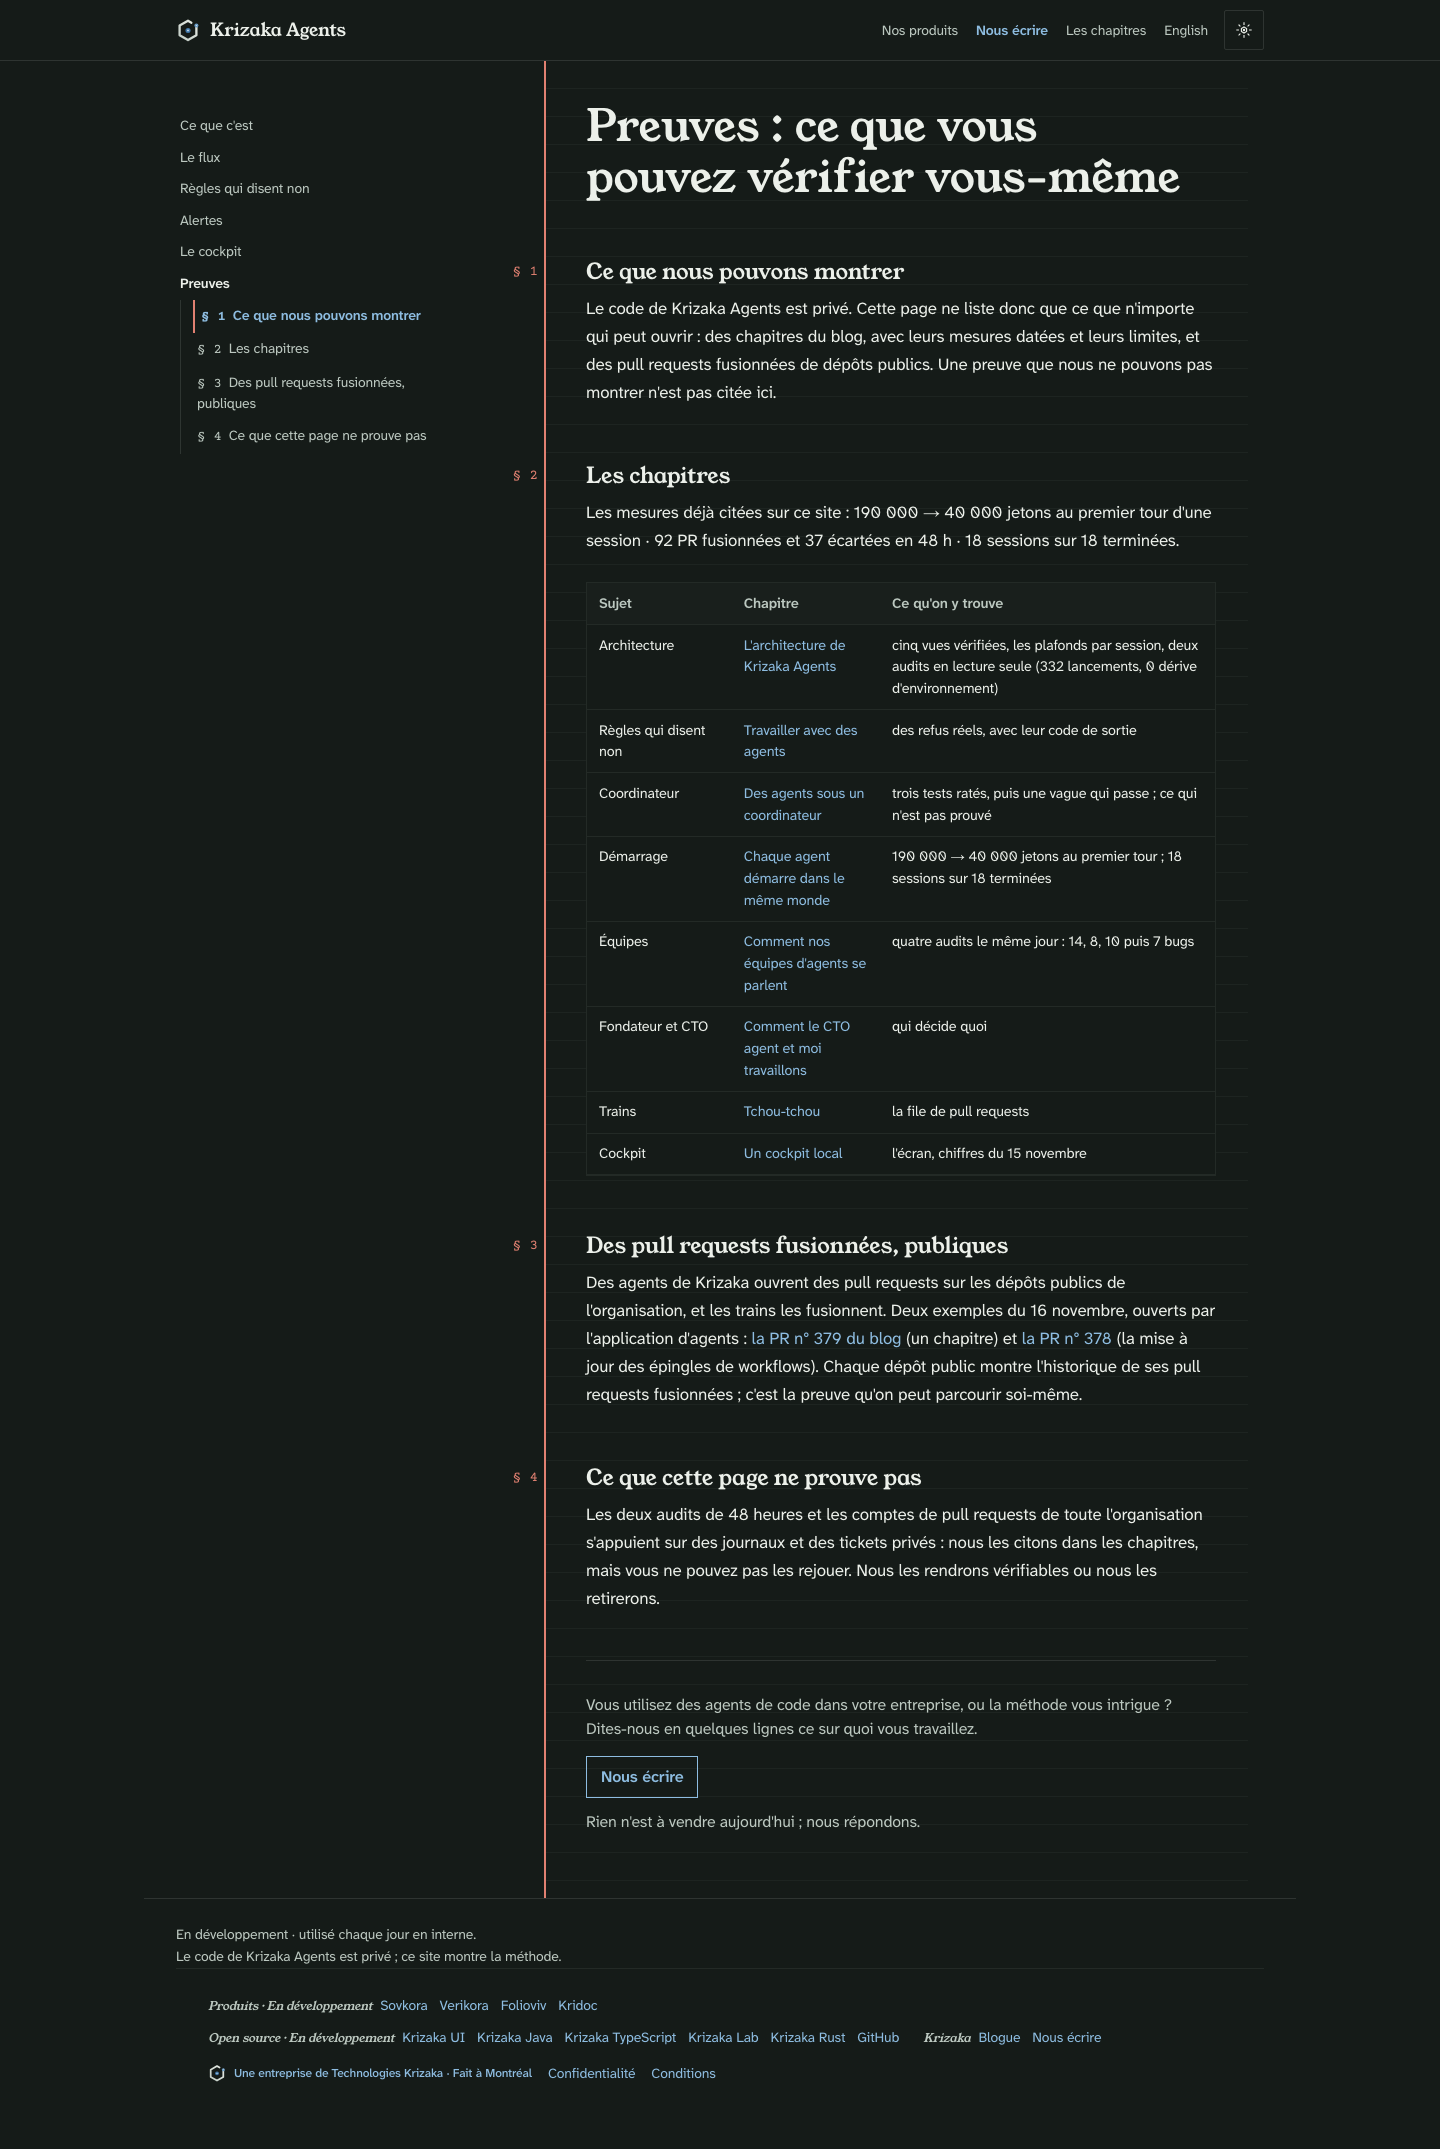 Krizaka Agents
Nos produits Nous écrire Les chapitres English
Ce que c'est
Le flux
Règles qui disent non
Alertes
Le cockpit
Preuves
§ 1 Ce que nous pouvons montrer
§ 2 Les chapitres
§ 3 Des pull requests fusionnées,
publiques
§ 4 Ce que cette page ne prouve pas
Preuves : ce que vous
pouvez vérifier vous-même
§ 1 Ce que nous pouvons montrer
Le code de Krizaka Agents est privé. Cette page ne liste donc que ce que n'importe
qui peut ouvrir : des chapitres du blog, avec leurs mesures datées et leurs limites, et
des pull requests fusionnées de dépôts publics. Une preuve que nous ne pouvons pas
montrer n'est pas citée ici.
§ 2 Les chapitres
Les mesures déjà citées sur ce site : 190 000 → 40 000 jetons au premier tour d'une
session · 92 PR fusionnées et 37 écartées en 48 h · 18 sessions sur 18 terminées.
Sujet Chapitre Ce qu'on y trouve
Architecture L'architecture de cinq vues vérifiées, les plafonds par session, deux
Krizaka Agents audits en lecture seule (332 lancements, 0 dérive
d'environnement)
Règles qui disent Travailler avec des des refus réels, avec leur code de sortie
non agents
Coordinateur Des agents sous un trois tests ratés, puis une vague qui passe ; ce qui
coordinateur n'est pas prouvé
Démarrage Chaque agent 190 000 → 40 000 jetons au premier tour ; 18
démarre dans le sessions sur 18 terminées
même monde
Équipes Comment nos quatre audits le même jour : 14, 8, 10 puis 7 bugs
équipes d'agents se
parlent
Fondateur et CTO Comment le CTO qui décide quoi
agent et moi
travaillons
Trains Tchou-tchou la file de pull requests
Cockpit Un cockpit local l'écran, chiffres du 15 novembre
§ 3 Des pull requests fusionnées, publiques
Des agents de Krizaka ouvrent des pull requests sur les dépôts publics de
l'organisation, et les trains les fusionnent. Deux exemples du 16 novembre, ouverts par
l'application d'agents : la PR n° 379 du blog (un chapitre) et la PR n° 378 (la mise à
jour des épingles de workflows). Chaque dépôt public montre l'historique de ses pull
requests fusionnées ; c'est la preuve qu'on peut parcourir soi-même.
§ 4 Ce que cette page ne prouve pas
Les deux audits de 48 heures et les comptes de pull requests de toute l'organisation
s'appuient sur des journaux et des tickets privés : nous les citons dans les chapitres,
mais vous ne pouvez pas les rejouer. Nous les rendrons vérifiables ou nous les
retirerons.
Vous utilisez des agents de code dans votre entreprise, ou la méthode vous intrigue ?
Dites-nous en quelques lignes ce sur quoi vous travaillez.
Nous écrire
Rien n'est à vendre aujourd'hui ; nous répondons.
En développement · utilisé chaque jour en interne.
Le code de Krizaka Agents est privé ; ce site montre la méthode.
Produits · En développement Sovkora Verikora Folioviv Kridoc
Open source · En développement Krizaka UI Krizaka Java Krizaka TypeScript Krizaka Lab Krizaka Rust GitHub Krizaka Blogue Nous écrire
Une entreprise de Technologies Krizaka · Fait à Montréal Confidentialité Conditions